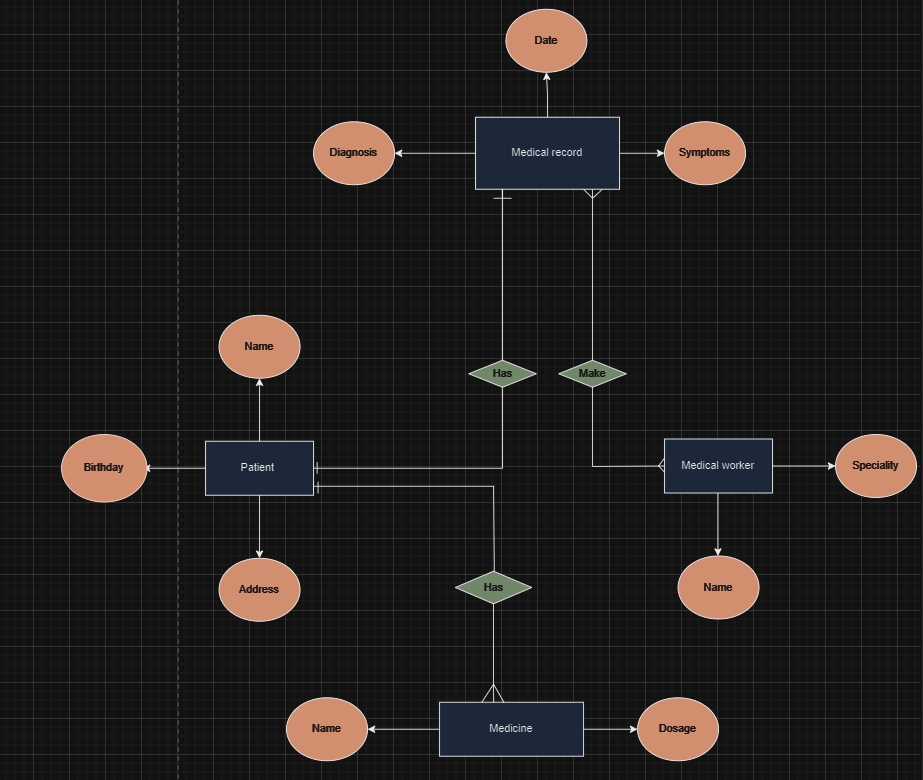 Date
Diagnosis
Medical record
Symptoms
Name
Has
Make
Birthday
Patient
Medical worker
Speciality
Address
Has
Name
Name
Medicine
Dosage